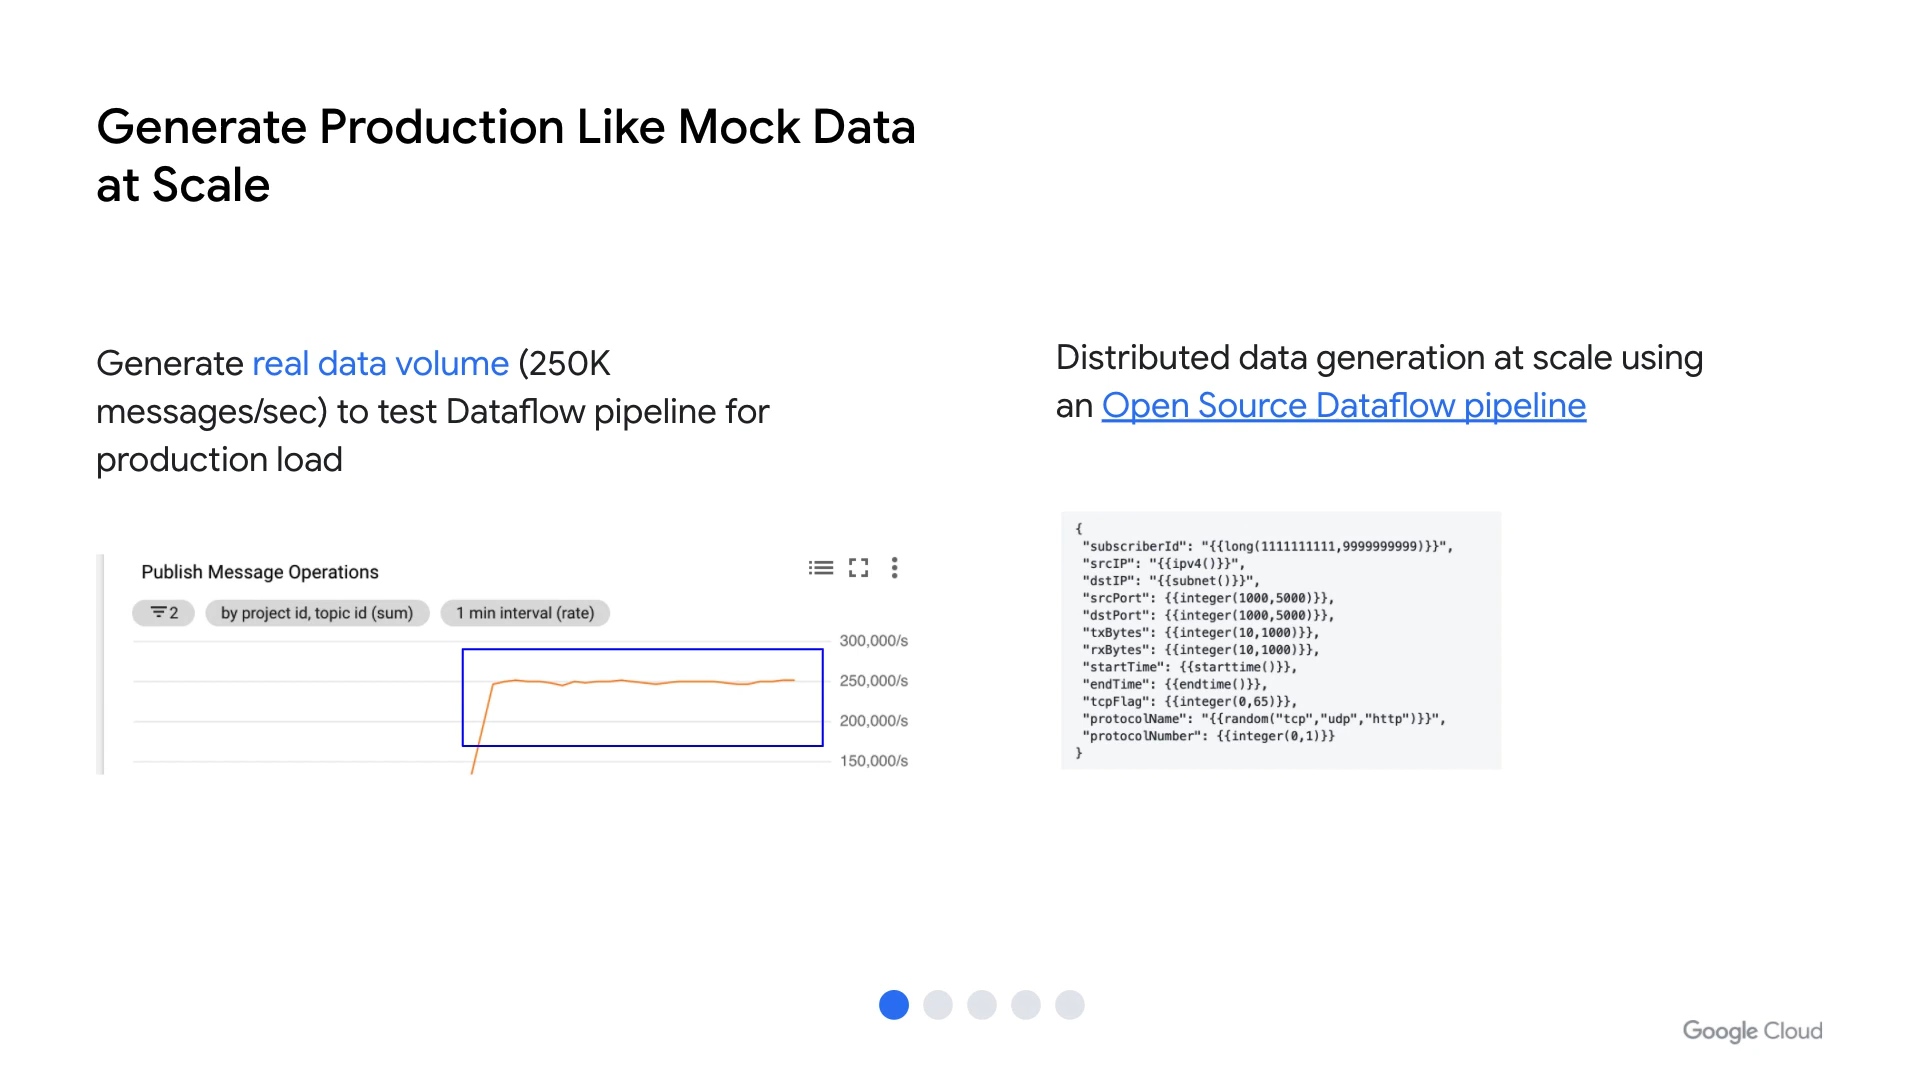 Generate Production Like Mock Data
at Scale
Generate real data volume (250K
messages/sec) to test Dataflow pipeline for
production load
Publish Message Operations
2
by project id, topic id (sum)
1 min interval (rate)
300,000/s
250,000/s
200,000/s
150,000/s
Distributed data generation at scale using
an Open Source Dataflow pipeline
{
"subscriberId": "{{long(1111111111,9999999999)}}",
"srcIP": "{{ipv4()}}",
"dstIP": "{{subnet()}}",
"srcPort": {{integer(1000,5000)}},
"dstPort": {{integer(1000,5000)}},
"txBytes": {{integer(10,1000)}},
"rxBytes": {{integer(10,1000)}},
"startTime": {{starttime()}},
"endTime": {{endtime()}},
"tcpFlag": {{integer(0,65)}},
"protocolName": "{{random("tcp","udp","http")}}",
"protocolNumber": {{integer(0,1)}}
}
Google Cloud